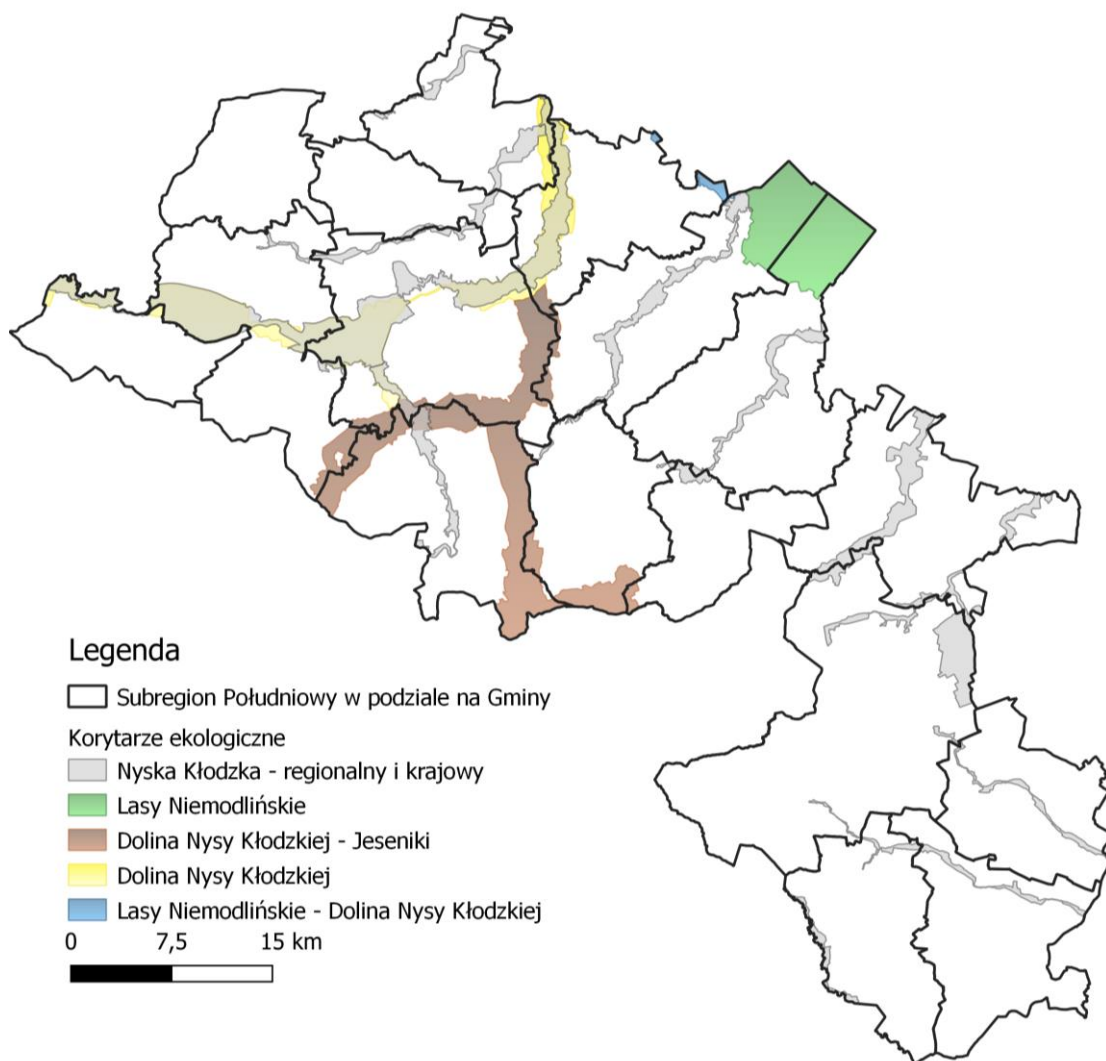 Legenda
Subregion Południowy w podziale na Gminy
Korytarze ekologiczne
Nyska Kłodzka - regionalny i krajowy
Lasy Niemodlińskie
Dolina Nysy Kłodzkiej - Jeseniki
Dolina Nysy Kłodzkiej
Lasy Niemodlińskie - Dolina Nysy Kłodzkiej
0 7,5 15 km